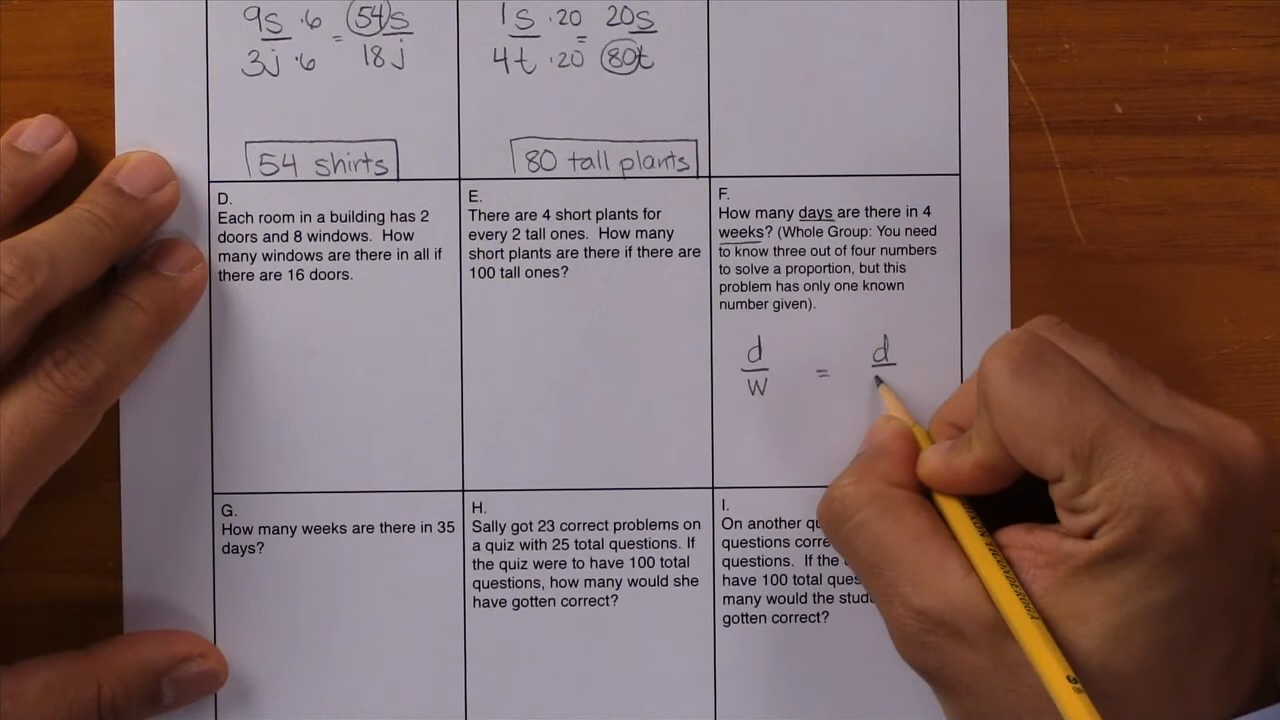 9s ·6 = 54 s
3j ·6 18 j
54 shirts
1s ·20 = 20s
4t ·20 80t
80 tall plants
D.
Each room in a building has 2
doors and 8 windows. How
many windows are there in all if
there are 16 doors.
E.
There are 4 short plants for
every 2 tall ones. How many
short plants are there if there are
100 tall ones?
F.
How many days are there in 4
weeks? (Whole Group: You need
to know three out of four numbers
to solve a proportion, but this
problem has only one known
number given).
d = d
w
G.
How many weeks are there in 35
days?
H.
Sally got 23 correct problems on
a quiz with 25 total questions. If
the quiz were to have 100 total
questions, how many would she
have gotten correct?
I.
On another
questions
questions. If the
have 100 total
many would the
gotten correct?